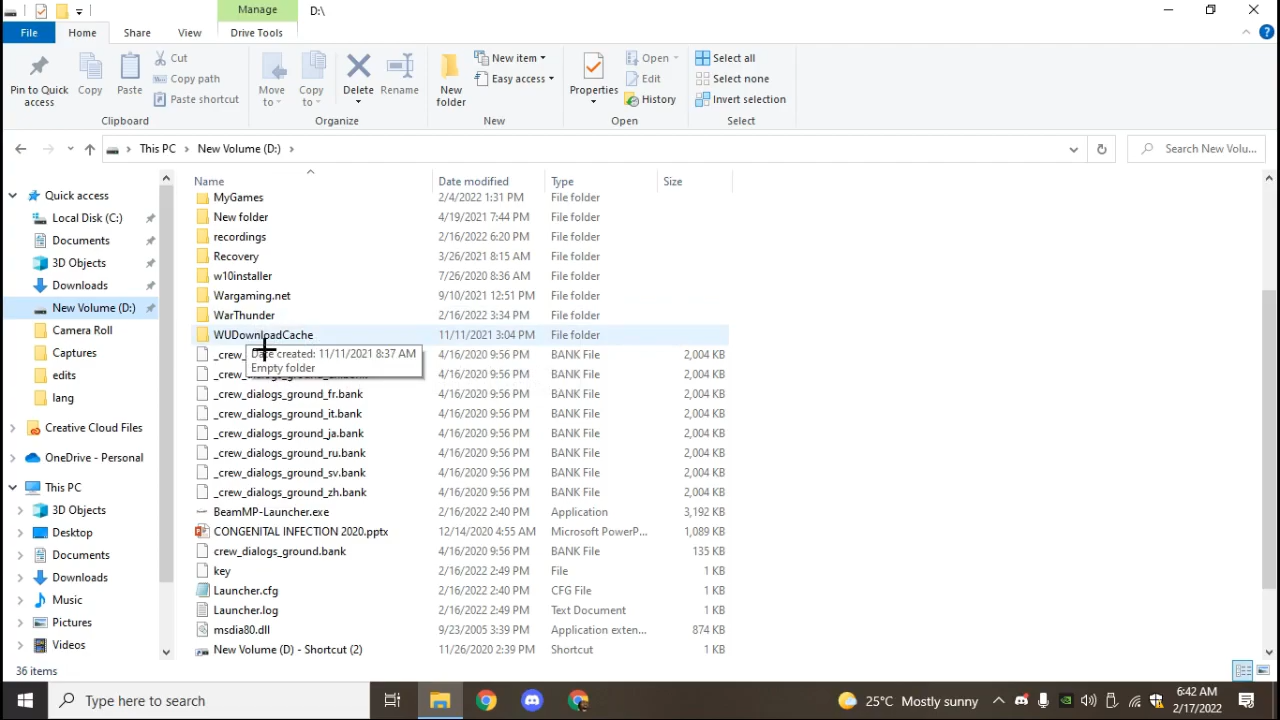 Manage
D:\
File
Home
Share
View
Drive Tools
Pin to Quick access
Copy
Paste
Cut
Copy path
Paste shortcut
Clipboard
Move to
Copy to
Delete
Rename
Organize
New folder
New item
Easy access
New
Properties
Open
Edit
History
Open
Select all
Select none
Invert selection
Select
This PC > New Volume (D:) >
Search New Volu...
Quick access
Local Disk (C:)
Documents
3D Objects
Downloads
New Volume (D:)
Camera Roll
Captures
edits
lang
Creative Cloud Files
OneDrive - Personal
This PC
3D Objects
Desktop
Documents
Downloads
Music
Pictures
Videos
Name Date modified Type Size
MyGames 2/4/2022 1:31 PM File folder
New folder 4/19/2021 7:44 PM File folder
recordings 2/16/2022 6:20 PM File folder
Recovery 3/26/2021 8:15 AM File folder
w10installer 7/26/2020 8:36 AM File folder
Wargaming.net 9/10/2021 12:51 PM File folder
WarThunder 2/16/2022 3:34 PM File folder
WUDownloadCache 11/11/2021 3:04 PM File folder
Date created: 11/11/2021 8:37 AM
Empty folder
_crew_ 4/16/2020 9:56 PM BANK File 2,004 KB
_crew_ 4/16/2020 9:56 PM BANK File 2,004 KB
_crew_dialogs_ground_fr.bank 4/16/2020 9:56 PM BANK File 2,004 KB
_crew_dialogs_ground_it.bank 4/16/2020 9:56 PM BANK File 2,004 KB
_crew_dialogs_ground_ja.bank 4/16/2020 9:56 PM BANK File 2,004 KB
_crew_dialogs_ground_ru.bank 4/16/2020 9:56 PM BANK File 2,004 KB
_crew_dialogs_ground_sv.bank 4/16/2020 9:56 PM BANK File 2,004 KB
_crew_dialogs_ground_zh.bank 4/16/2020 9:56 PM BANK File 2,004 KB
BeamMP-Launcher.exe 2/16/2022 2:40 PM Application 3,192 KB
CONGENITAL INFECTION 2020.pptx 12/14/2020 4:55 AM Microsoft PowerP... 1,089 KB
crew_dialogs_ground.bank 4/16/2020 9:56 PM BANK File 135 KB
key 2/16/2022 2:49 PM File 1 KB
Launcher.cfg 2/16/2022 2:40 PM CFG File 1 KB
Launcher.log 2/16/2022 2:49 PM Text Document 1 KB
msdia80.dll 9/23/2005 3:39 PM Application exten... 874 KB
New Volume (D) - Shortcut (2) 11/26/2020 2:39 PM Shortcut 1 KB
36 items
Type here to search
25°C Mostly sunny
6:42 AM
2/17/2022